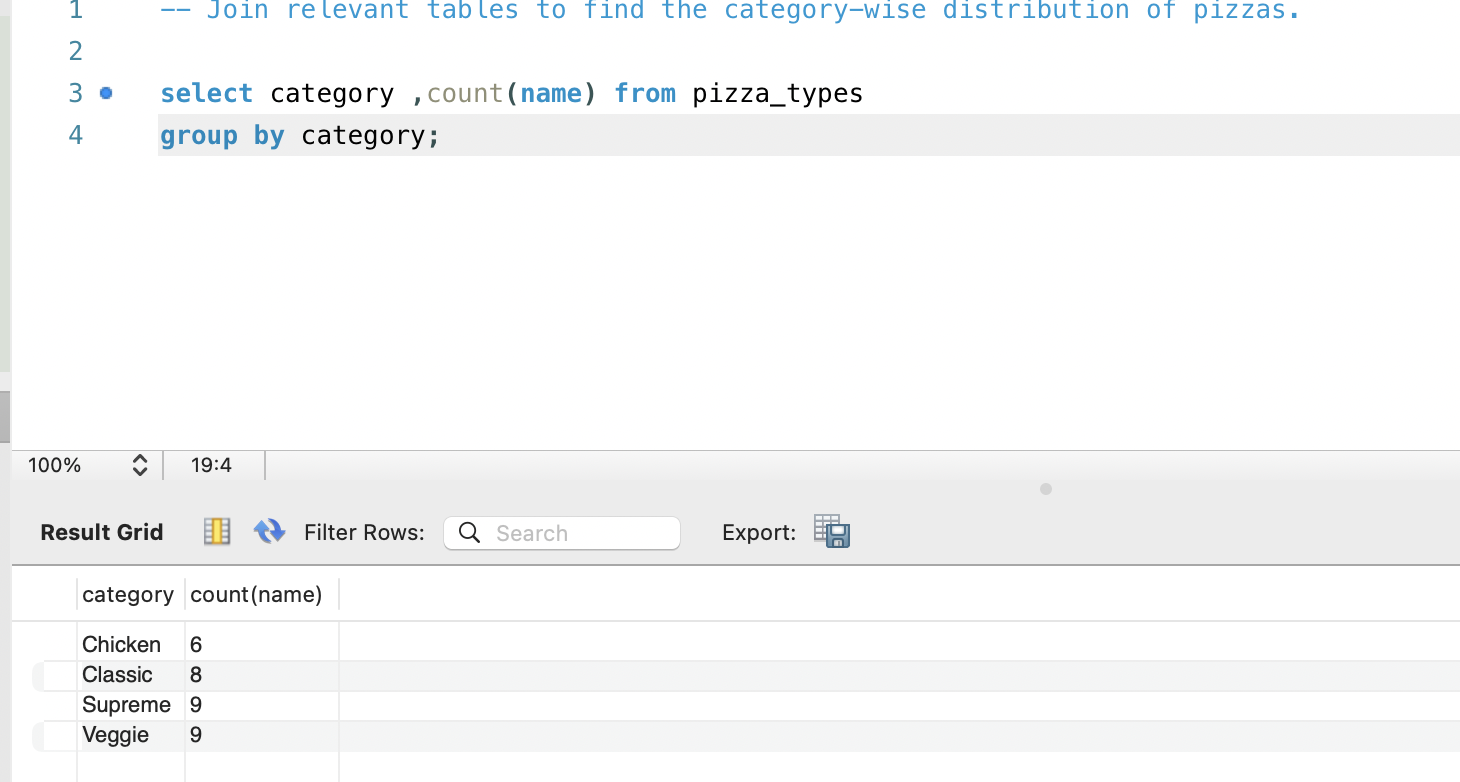 1 -- Join relevant tables to find the category-wise distribution of pizzas.
2
3 select category ,count(name) from pizza_types
4 group by category;
100% 19:4
Result Grid Filter Rows: Search Export:
category count(name)
Chicken 6
Classic 8
Supreme 9
Veggie 9